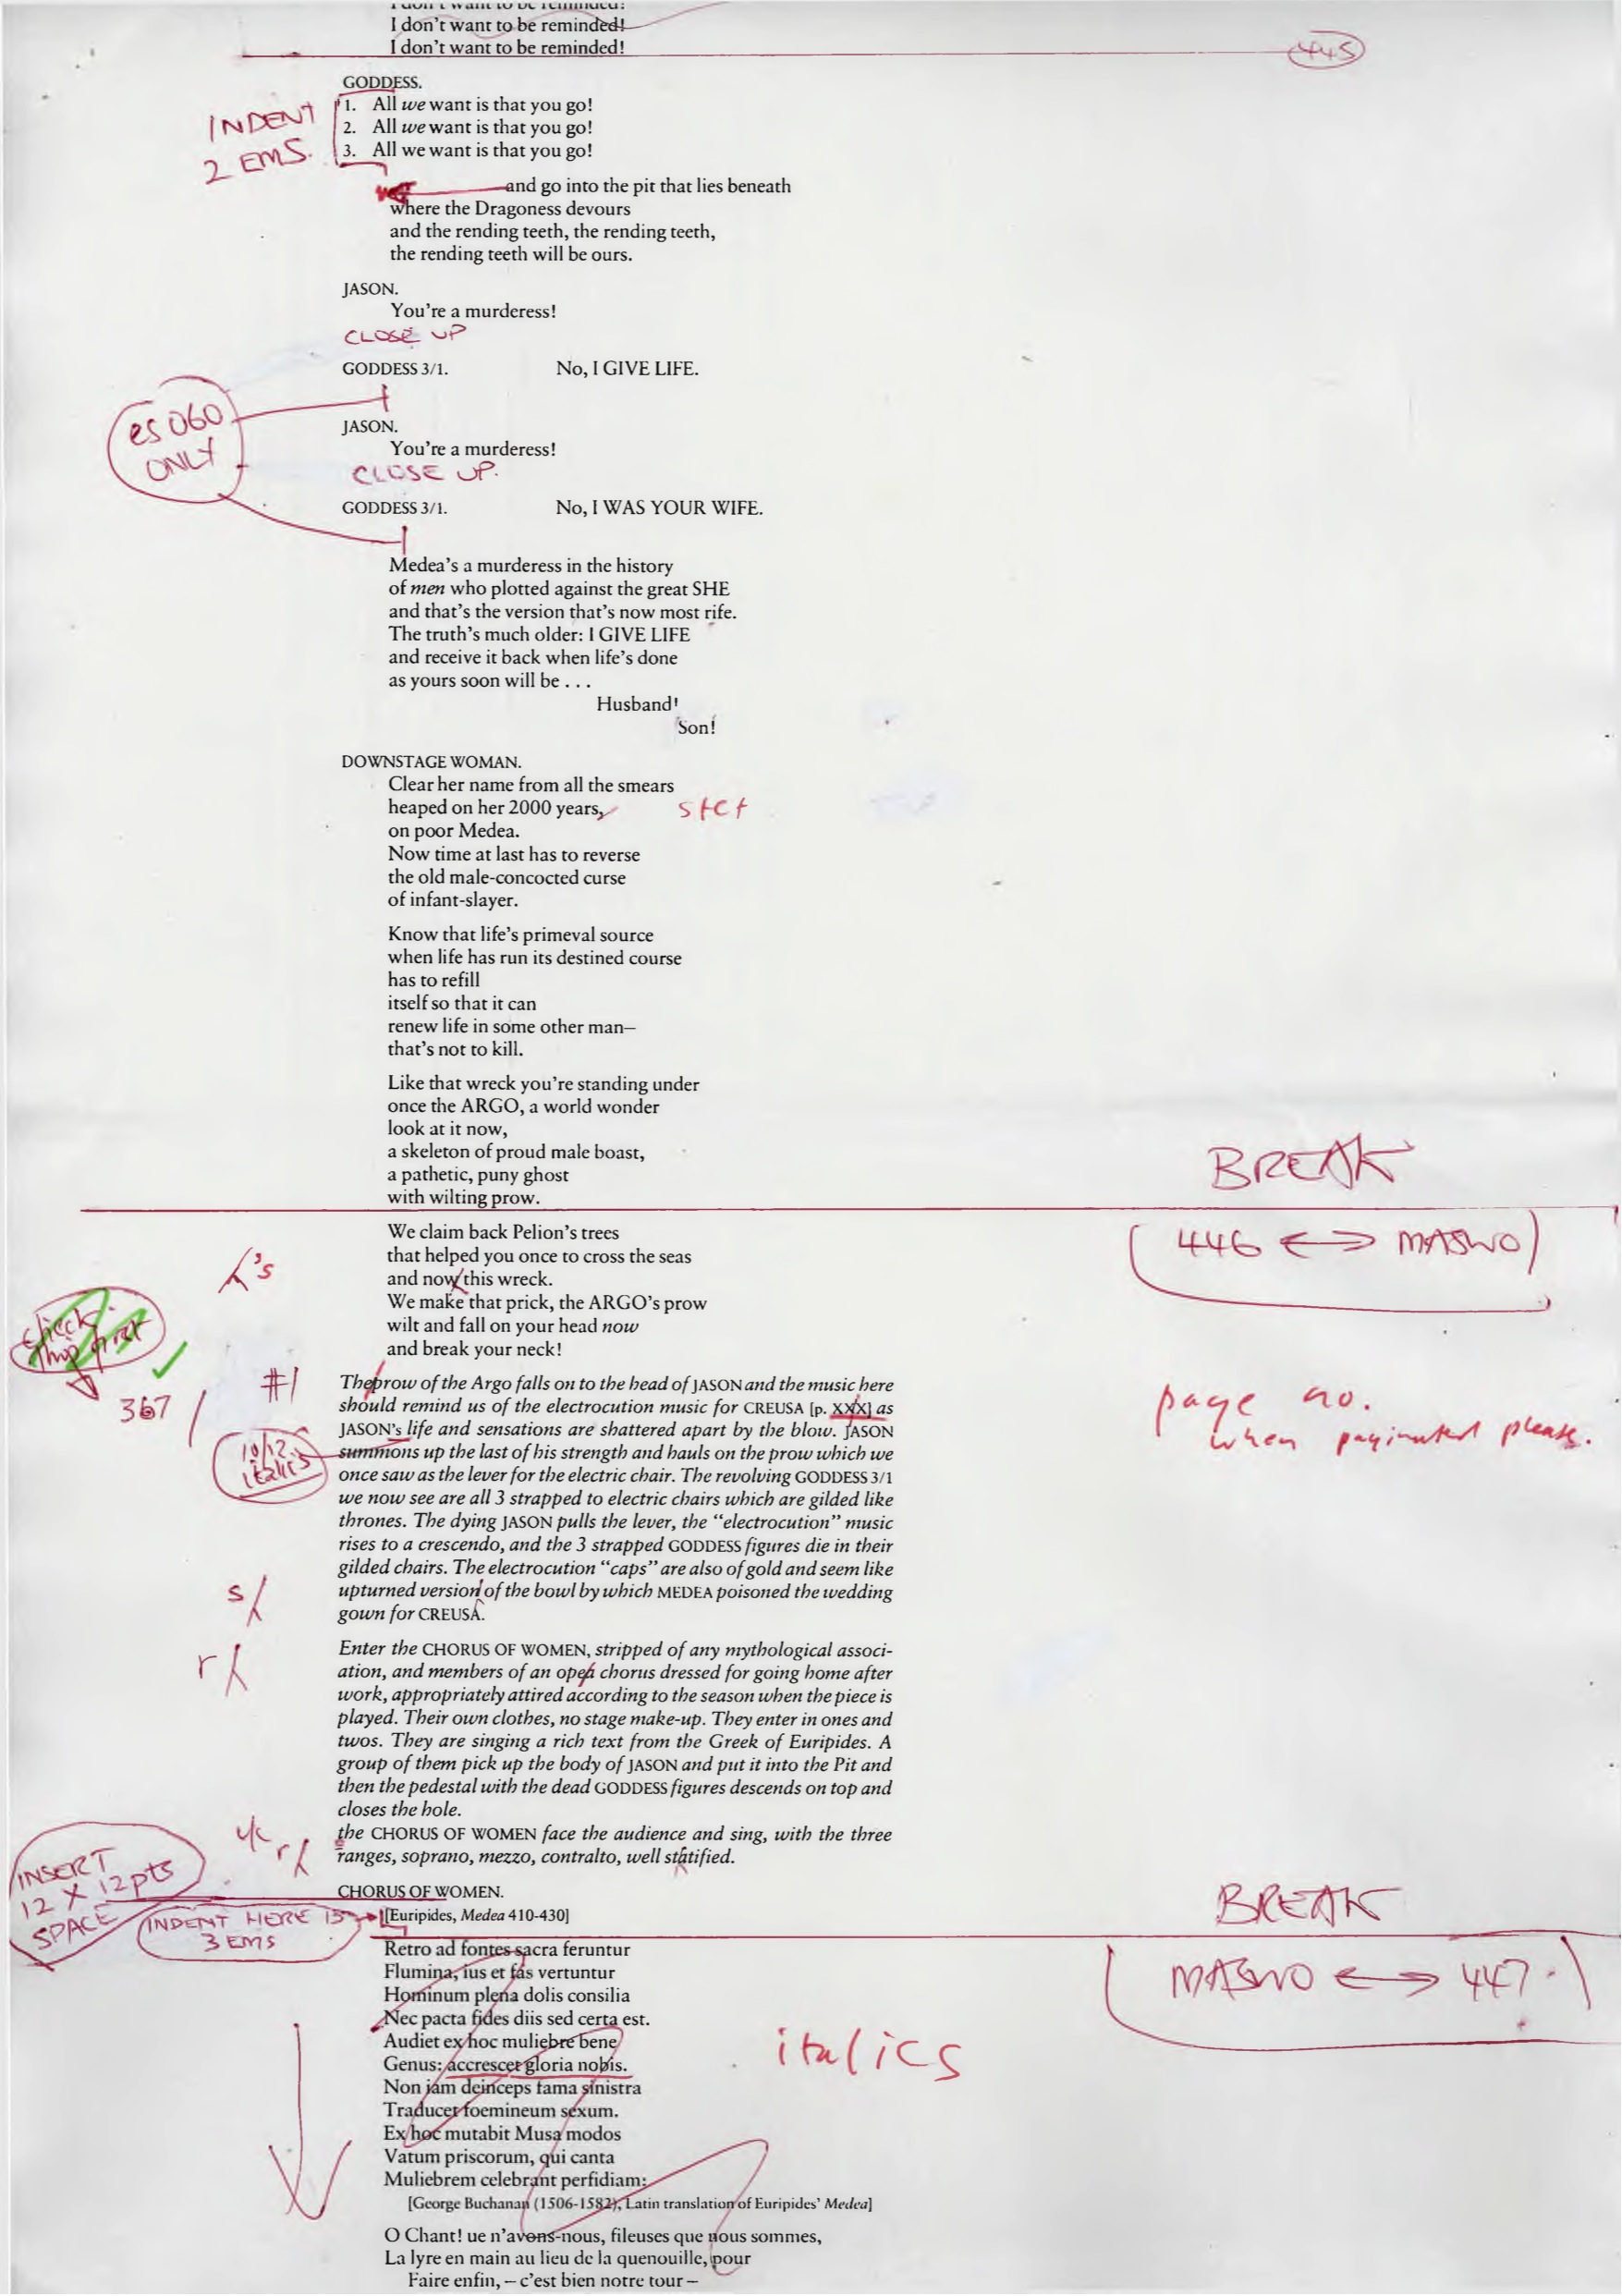 I don't want to be reminded!
I don't want to be reminded!
I don't want to be reminded!
445
GODDESS.
INDENT
2 EMS.
1. All we want is that you go!
2. All we want is that you go!
3. All we want is that you go!
and go into the pit that lies beneath
where the Dragoness devours
and the rending teeth, the rending teeth,
the rending teeth will be ours.
JASON.
You're a murderess!
CLOSE UP
GODDESS 3/1. No, I GIVE LIFE.
es 060
ONLY
JASON.
You're a murderess!
CLOSE UP.
GODDESS 3/1. No, I WAS YOUR WIFE.
Medea's a murderess in the history
of men who plotted against the great SHE
and that's the version that's now most rife.
The truth's much older: I GIVE LIFE
and receive it back when life's done
as yours soon will be . . .
Husband!
Son!
DOWNSTAGE WOMAN.
Clear her name from all the smears
heaped on her 2000 years, stet
on poor Medea.
Now time at last has to reverse
the old male-concocted curse
of infant-slayer.
Know that life's primeval source
when life has run its destined course
has to refill
itself so that it can
renew life in some other man–
that's not to kill.
Like that wreck you're standing under
once the ARGO, a world wonder
look at it now,
a skeleton of proud male boast,
a pathetic, puny ghost
with wilting prow.
BREAK
446 ⟷ MASWO
We claim back Pelion's trees
that helped you once to cross the seas
's
and now this wreck.
We make that prick, the ARGO's prow
wilt and fall on your head now
and break your neck!
check
367 /
#/
Theprow of the Argo falls on to the head of JASON and the music here
should remind us of the electrocution music for CREUSA [p. XXX] as
page no.
when paginated please.
JASON's life and sensations are shattered apart by the blow. JASON
10/12
italics
summons up the last of his strength and hauls on the prow which we
once saw as the lever for the electric chair. The revolving GODDESS 3/1
we now see are all 3 strapped to electric chairs which are gilded like
thrones. The dying JASON pulls the lever, the “electrocution” music
rises to a crescendo, and the 3 strapped GODDESS figures die in their
gilded chairs. The electrocution “caps” are also of gold and seem like
s/
upturned version of the bowl by which MEDEA poisoned the wedding
gown for CREUSA.
r/
Enter the CHORUS OF WOMEN, stripped of any mythological associ-
ation, and members of an open chorus dressed for going home after
work, appropriately attired according to the season when the piece is
played. Their own clothes, no stage make-up. They enter in ones and
twos. They are singing a rich text from the Greek of Euripides. A
group of them pick up the body of JASON and put it into the Pit and
then the pedestal with the dead GODDESS figures descends on top and
closes the hole.
u/c r/
the CHORUS OF WOMEN face the audience and sing, with the three
ranges, soprano, mezzo, contralto, well statified.
INSERT
12 X 12pts
SPACE
CHORUS OF WOMEN.
INDENT HERE IS
3 EMS
[Euripides, Medea 410-430]
BREAK
MASWO ⟷ 447
Retro ad fontes sacra feruntur
Flumina, ius et fas vertuntur
Hominum plena dolis consilia
Nec pacta fides diis sed certa est.
Audiet ex hoc muliebre bene
italics
Genus: accrescet gloria nobis.
Non jam deinceps fama sinistra
Traducet foemineum sexum.
Ex hoc mutabit Musa modos
Vatum priscorum, qui canta
Muliebrem celebrant perfidiam:
[George Buchanan (1506-1582), Latin translation of Euripides' Medea]
O Chant! ue n'avons-nous, fileuses que nous sommes,
La lyre en main au lieu de la quenouille, pour
Faire enfin, – c'est bien notre tour –